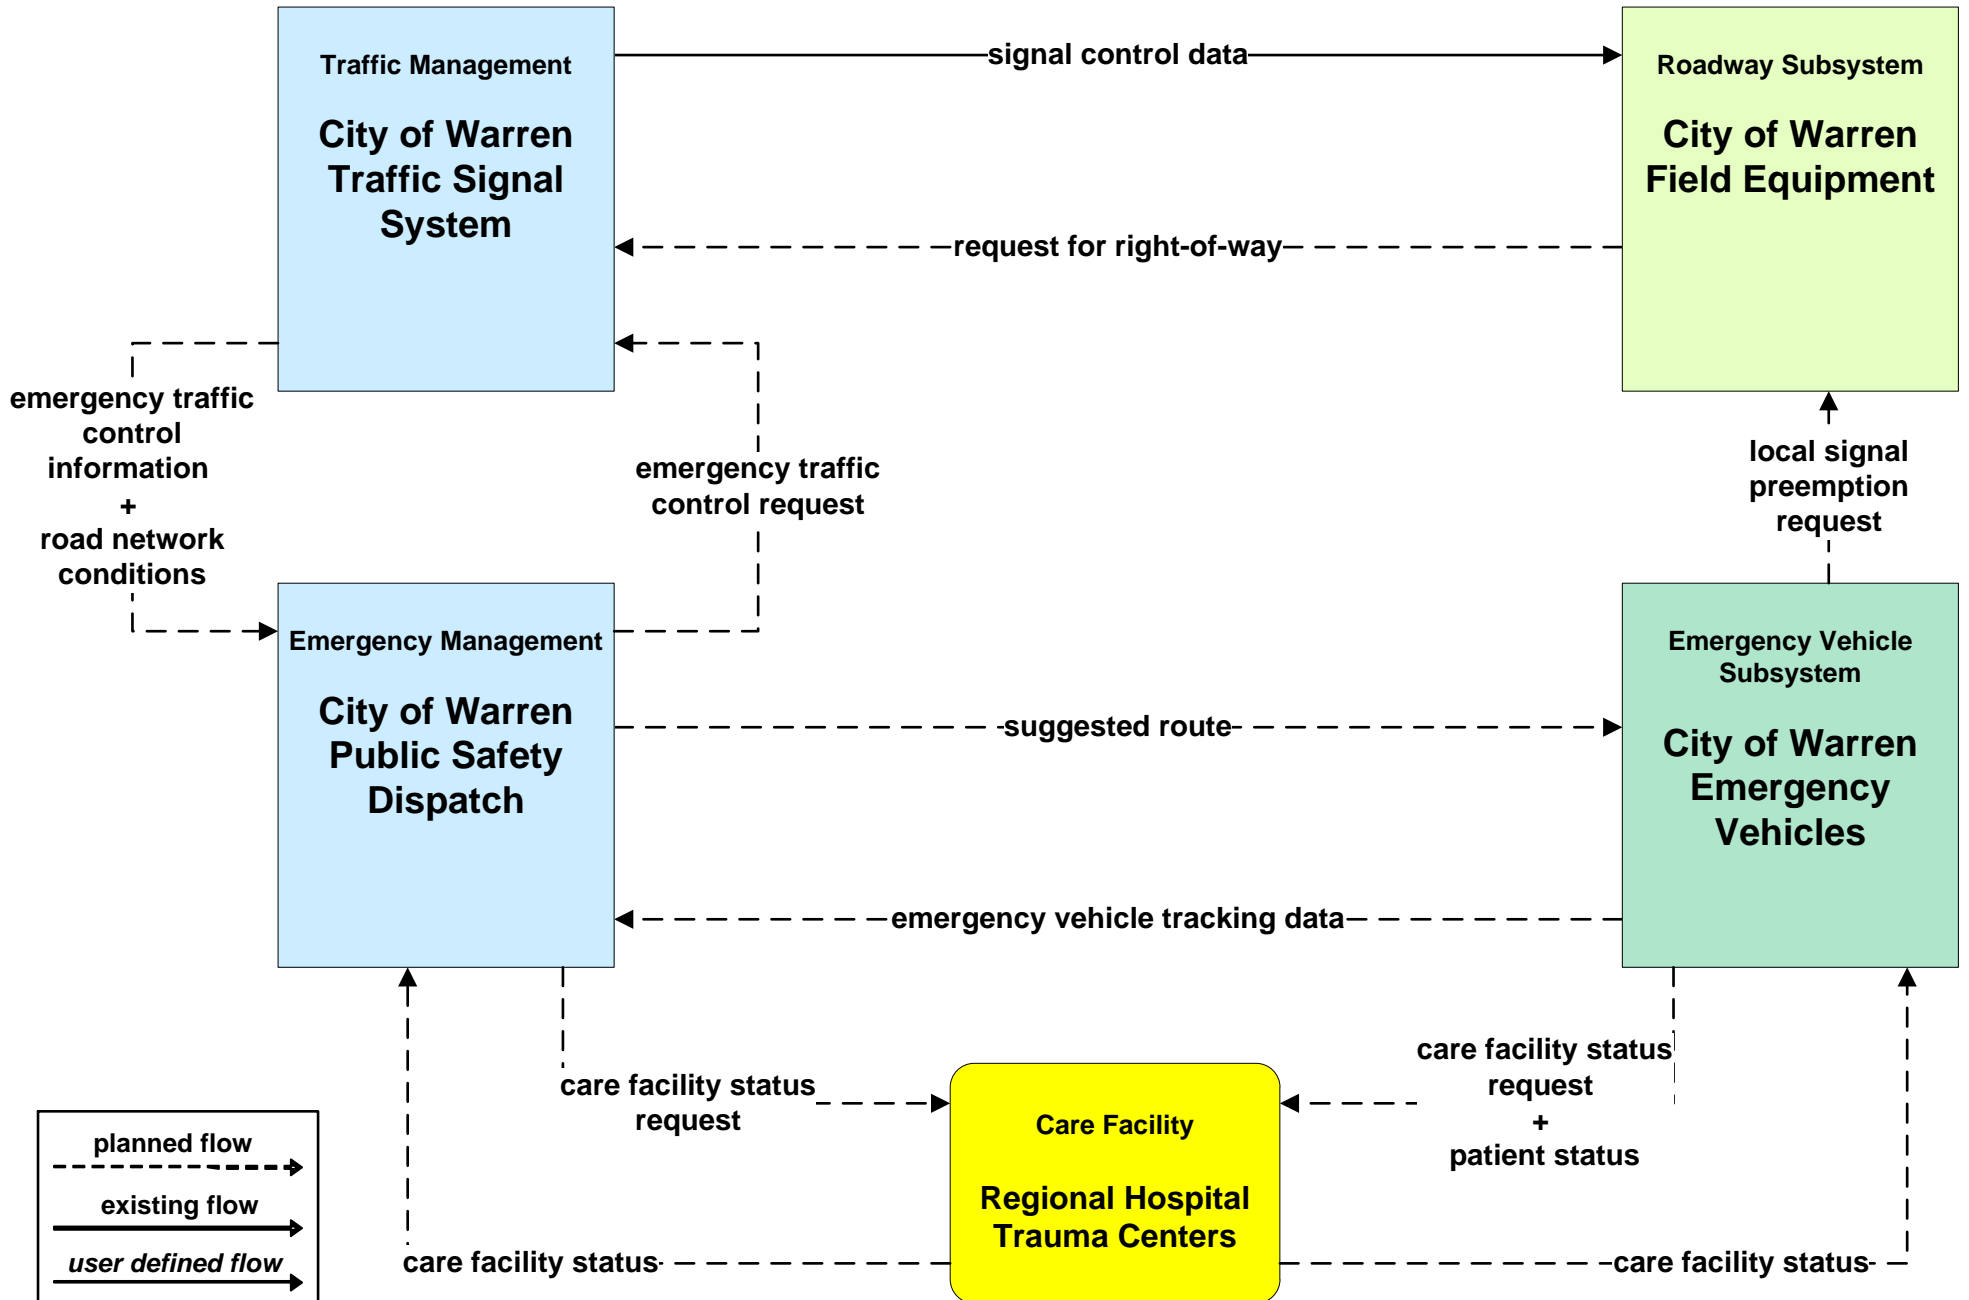 Traffic Management
City of Warren
Traffic Signal
System
signal control data
Roadway Subsystem
City of Warren
Field Equipment
request for right-of-way
emergency traffic
control
information
+
road network
conditions
emergency traffic
control request
local signal
preemption
request
Emergency Management
City of Warren
Public Safety
Dispatch
suggested route
Emergency Vehicle
Subsystem
City of Warren
Emergency
Vehicles
emergency vehicle tracking data
care facility status
request
care facility status
request
+
patient status
Care Facility
Regional Hospital
Trauma Centers
care facility status
care facility status
planned flow
existing flow
user defined flow